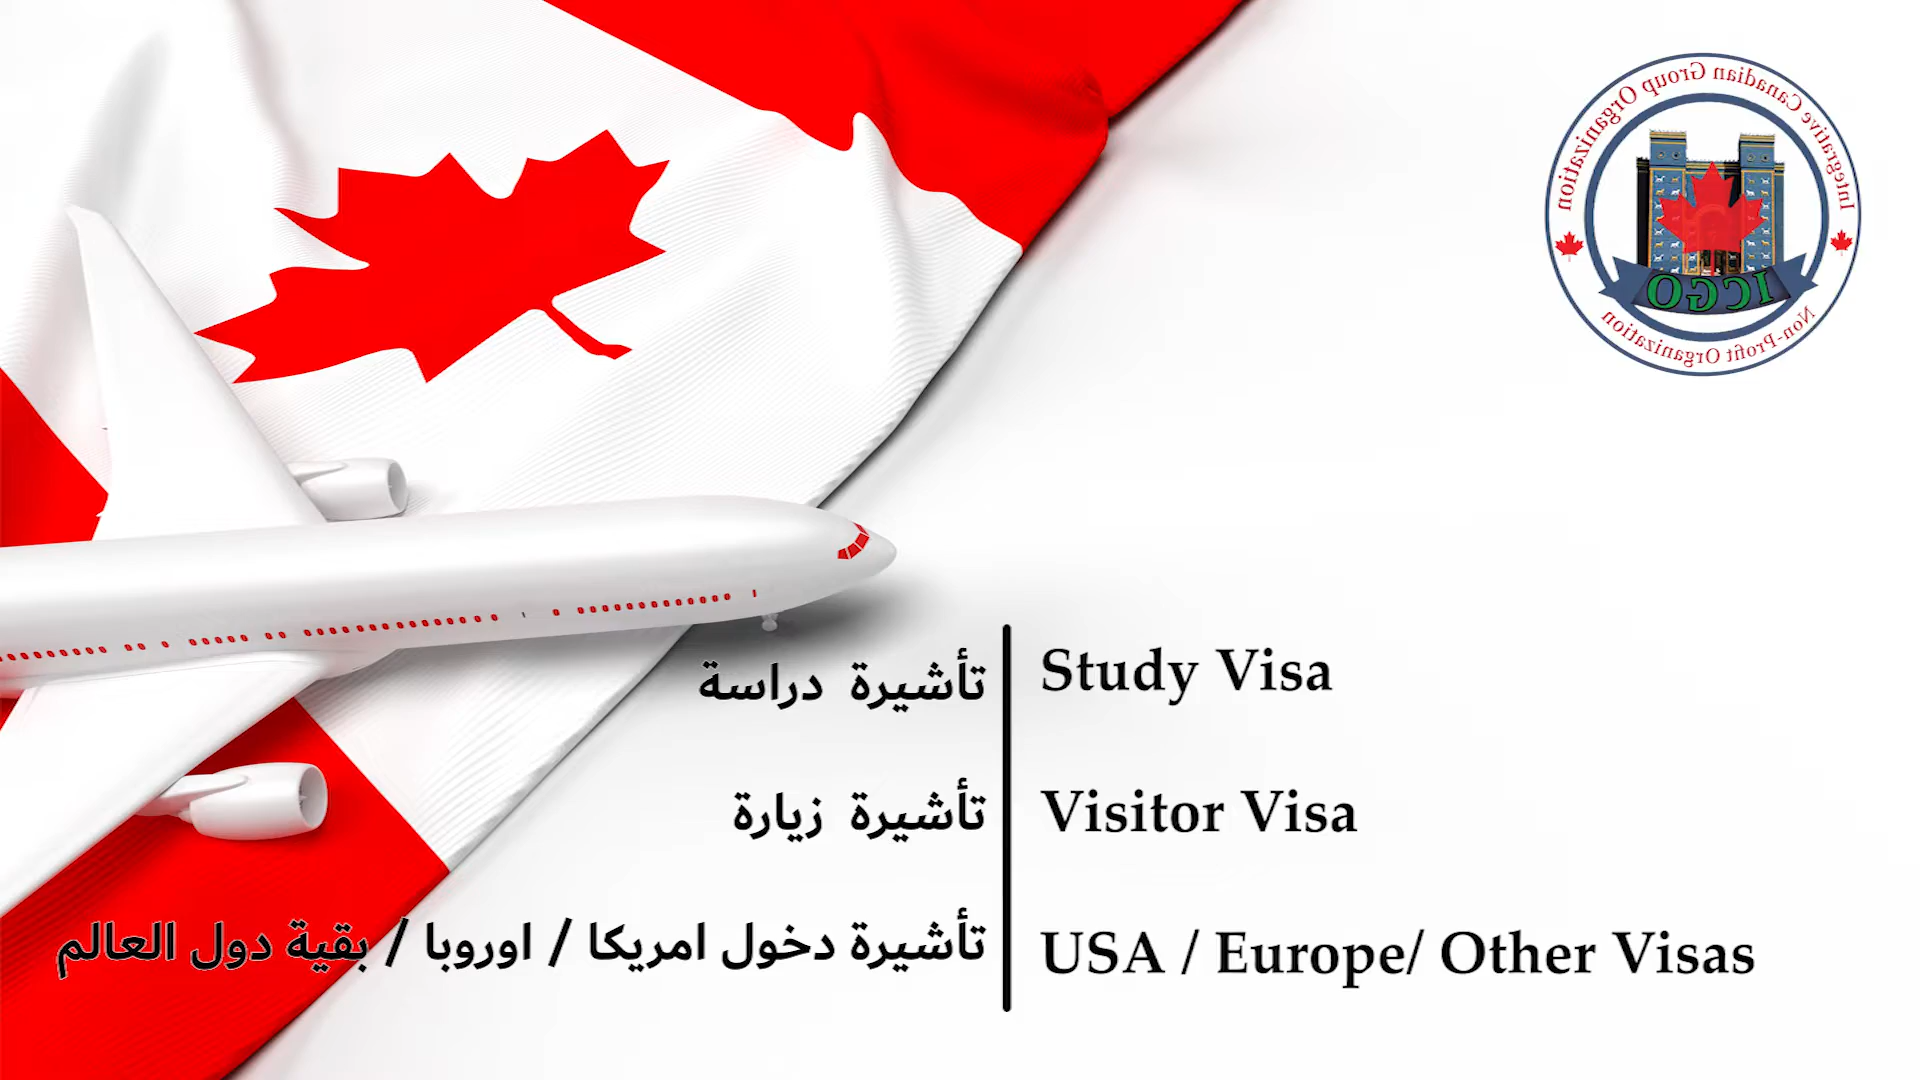 Integrative Canadian Group Organization
ICGO
Non-Profit Organization
تأشيرة دراسة
Study Visa
تأشيرة زيارة
Visitor Visa
تأشيرة دخول امريكا / اوروبا / بقية دول العالم
USA / Europe/ Other Visas